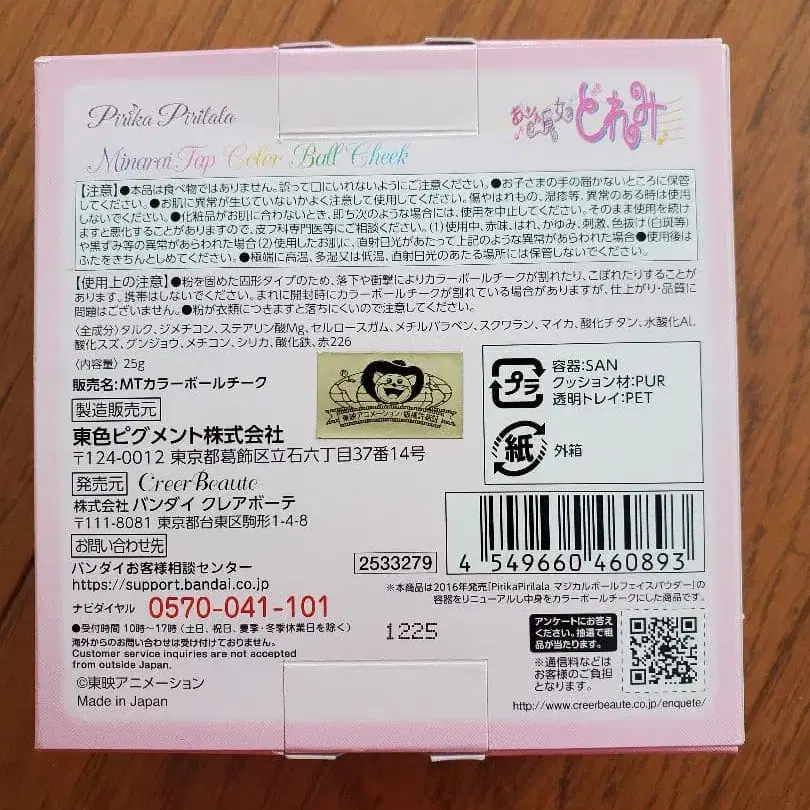 Pirika Pirilala
おジャ魔女どれみ
Minarai Tap Color Ball Cheek
【注意】●本品は食べ物ではありません。誤って口にいれないようにご注意ください。●お子さまの手の届かないところに保管
してください。●お肌に異常が生じていないかよく注意して使用してください。傷やはれもの、湿疹等、異常のある時は使用
しないでください。●化粧品がお肌に合わないとき、即ち次のような場合には、使用を中止してください。そのまま使用を続け
ますと悪化することがありますので、皮フ科専門医等にご相談ください。(1)使用中、赤味、はれ、かゆみ、刺激、色抜け(白斑等)
や黒ずみ等の異常があらわれた場合(2)使用したお肌に、直射日光があたって上記のような異常があらわれた場合●使用後は
ふたをきちんとしめてください。●極端に高温、多湿又は低温、直射日光のあたる場所には保管しないでください。
【使用上の注意】●粉を固めた固形タイプのため、落下や衝撃によりカラーボールチークが割れたり、こぼれたりすることが
あります。携帯はしないでください。まれに開封時にカラーボールチークが割れている場合がありますが、仕上がり・品質に
問題はございません。●粉が衣類につきますと落ちにくいので注意してください。
〈全成分〉タルク、ジメチコン、ステアリン酸Mg、セルロースガム、メチルパラベン、スクワラン、マイカ、酸化チタン、水酸化Al、
酸化スズ、グンジョウ、メチコン、シリカ、酸化鉄、赤226
〈内容量〉 25g
販売名:MTカラーボールチーク
製造販売元
東色ピグメント株式会社
〒124-0012 東京都葛飾区立石六丁目37番14号
発売元 CreerBeaute
株式会社 バンダイ クレアボーテ
〒111-8081 東京都台東区駒形1-4-8
お問い合わせ先
バンダイお客様相談センター
https://support.bandai.co.jp
ナビダイヤル 0570-041-101
●受付時間 10時〜17時 (土日、祝日、夏季・冬季休業日を除く)
海外からのお問い合わせは受け付けておりません。
Customer service inquiries are not accepted
from outside Japan.
©東映アニメーション
Made in Japan
東映アニメーション
プラ
容器:SAN
クッション材:PUR
透明トレイ:PET
紙
外箱
2533279
4 549660 460893
※本商品は2016年発売「PirikaPirilala マジカルボールフェイスパウダー」の
容器をリニューアルし中身をカラーボールチークにした商品です。
1225
アンケートにお答え
ください。抽選で粗品
が当たります。
※通信料などは
お客様のご負担
となります。
http://www.creerbeaute.co.jp/enquete/